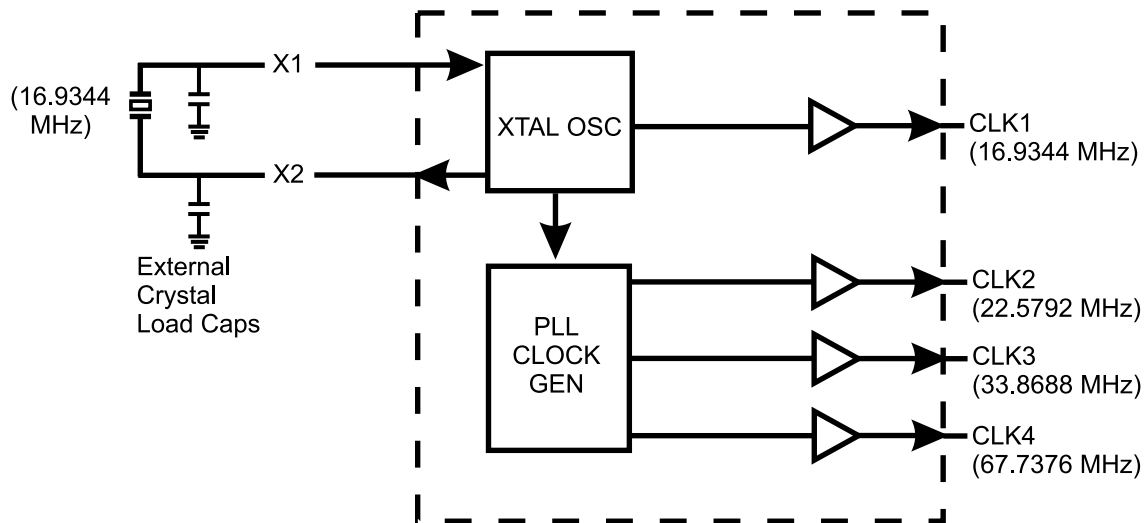 (16.9344
MHz)
X1
X2
External
Crystal
Load Caps
XTAL OSC
PLL
CLOCK
GEN
CLK1
(16.9344 MHz)
CLK2
(22.5792 MHz)
CLK3
(33.8688 MHz)
CLK4
(67.7376 MHz)